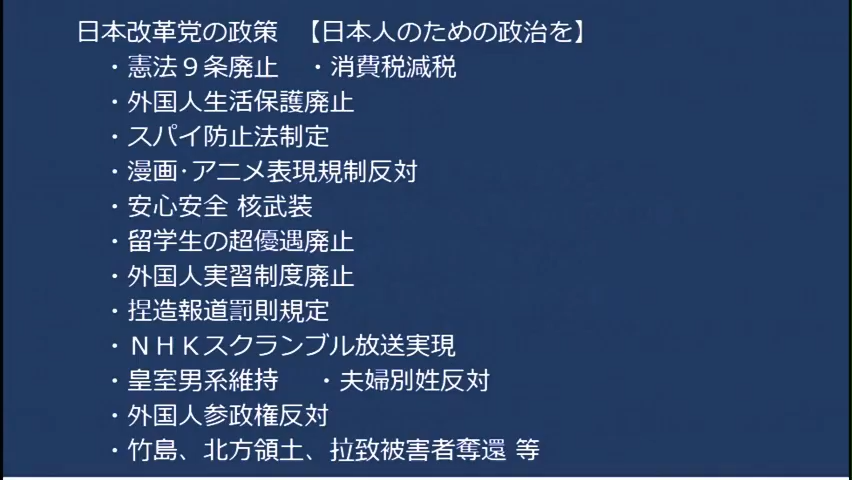 日本改革党の政策　【日本人のための政治を】
・憲法９条廃止　・消費税減税
・外国人生活保護廃止
・スパイ防止法制定
・漫画･アニメ表現規制反対
・安心安全 核武装
・留学生の超優遇廃止
・外国人実習制度廃止
・捏造報道罰則規定
・ＮＨＫスクランブル放送実現
・皇室男系維持　・夫婦別姓反対
・外国人参政権反対
・竹島、北方領土、拉致被害者奪還 等